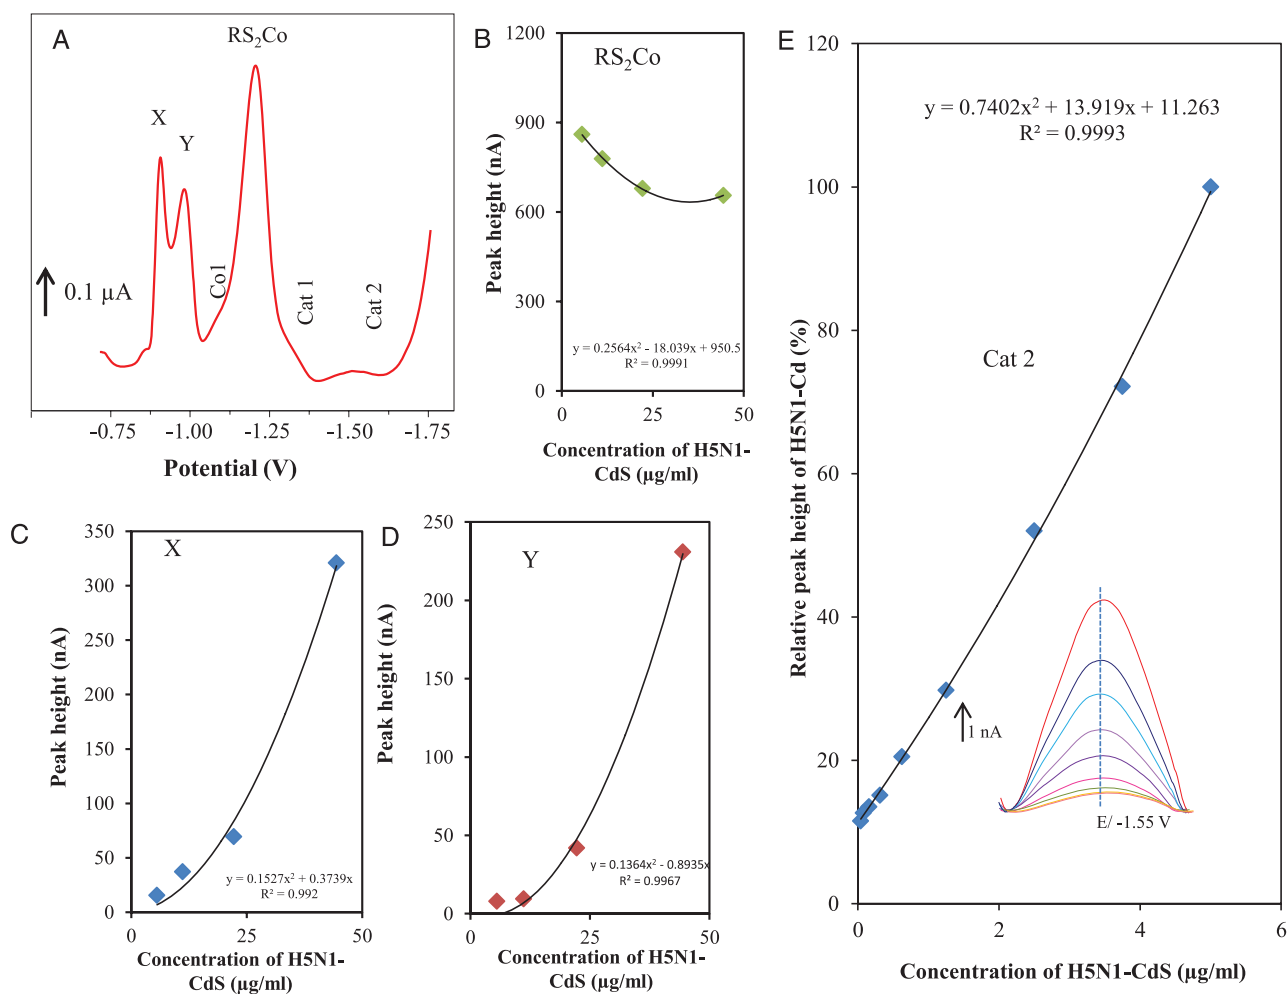 A
RS₂Co
X
Y
Co1
Cat 1
Cat 2
0.1 µA
-0.75
-1.00
-1.25
-1.50
-1.75
Potential (V)
B
RS₂Co
Peak height (nA)
1200
900
600
300
0
y = 0.2564x² - 18.039x + 950.5
R² = 0.9991
0
25
50
Concentration of H5N1-
CdS (µg/ml)
C
X
Peak height (nA)
350
300
250
200
150
100
50
0
y = 0.1527x² + 0.3739x
R² = 0.992
0
25
50
Concentration of H5N1-
CdS (µg/ml)
D
Y
Peak height (nA)
250
200
150
100
50
0
y = 0.1364x² - 0.8935x
R² = 0.9967
0
25
50
Concentration of H5N1-
CdS (µg/ml)
E
Relative peak height of H5N1-Cd (%)
120
100
80
60
40
20
0
y = 0.7402x² + 13.919x + 11.263
R² = 0.9993
Cat 2
1 nA
E/ -1.55 V
0
2
4
6
Concentration of H5N1-CdS (µg/ml)